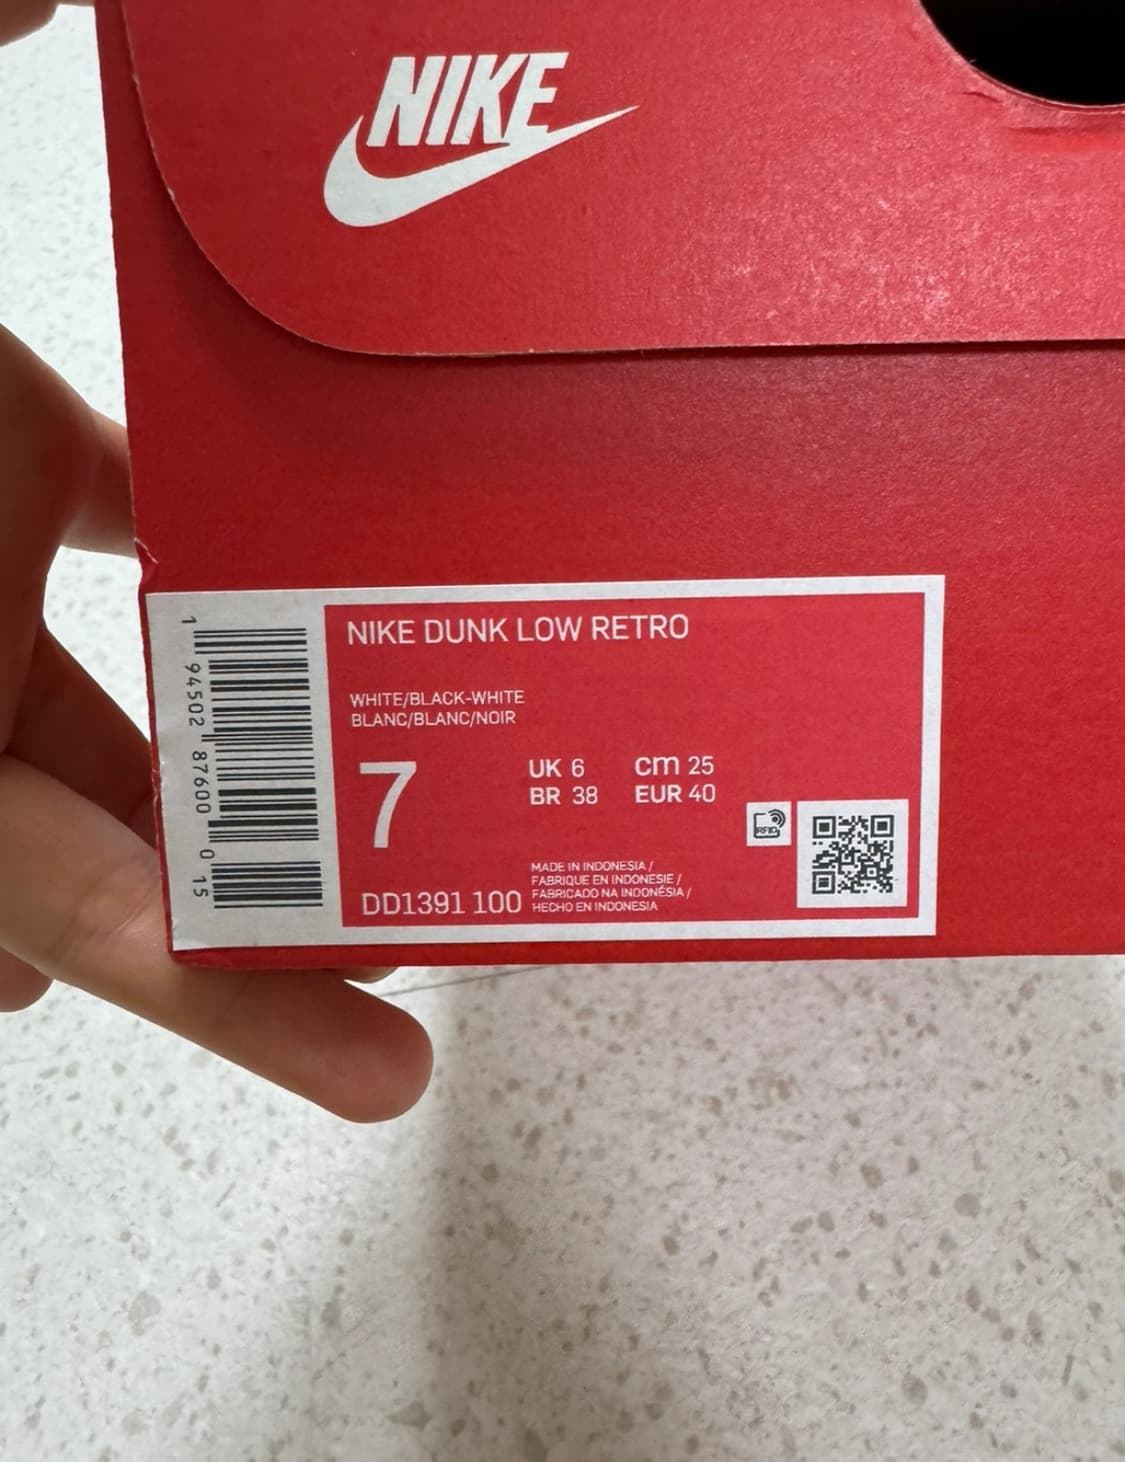 NIKE
NIKE DUNK LOW RETRO
WHITE/BLACK-WHITE
BLANC/BLANC/NOIR
7
UK 6
cm 25
BR 38
EUR 40
RFID
MADE IN INDONESIA /
FABRIQUE EN INDONESIE /
FABRICADO NA INDONÉSIA /
HECHO EN INDONESIA
DD1391 100
1 94502 87600 0 15